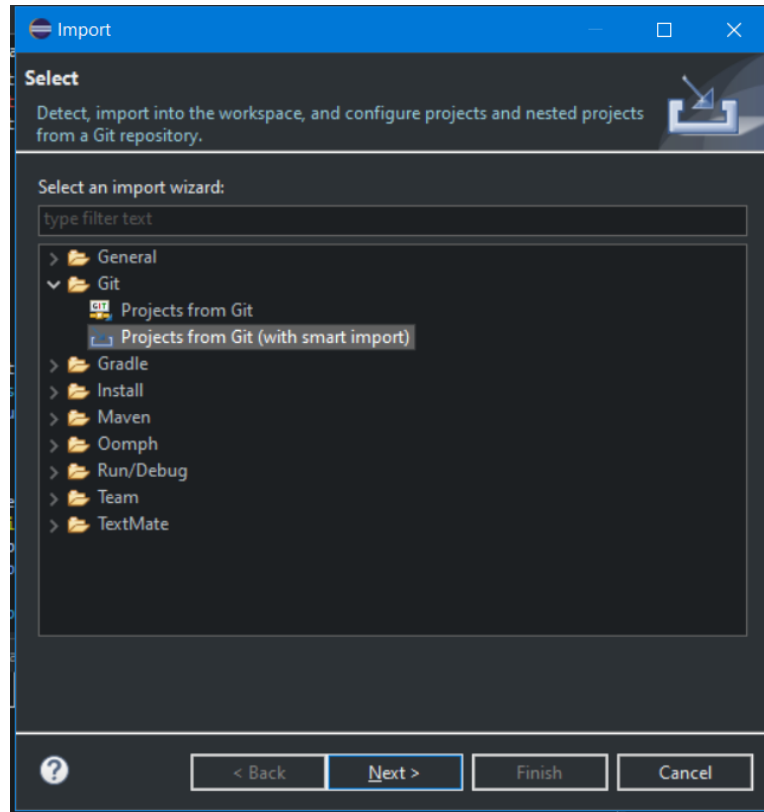 Import
Select
Detect, import into the workspace, and configure projects and nested projects
from a Git repository.
Select an import wizard:
type filter text
General
Git
GIT
Projects from Git
Projects from Git (with smart import)
Gradle
Install
Maven
Oomph
Run/Debug
Team
TextMate
?
< Back
Next >
Finish
Cancel